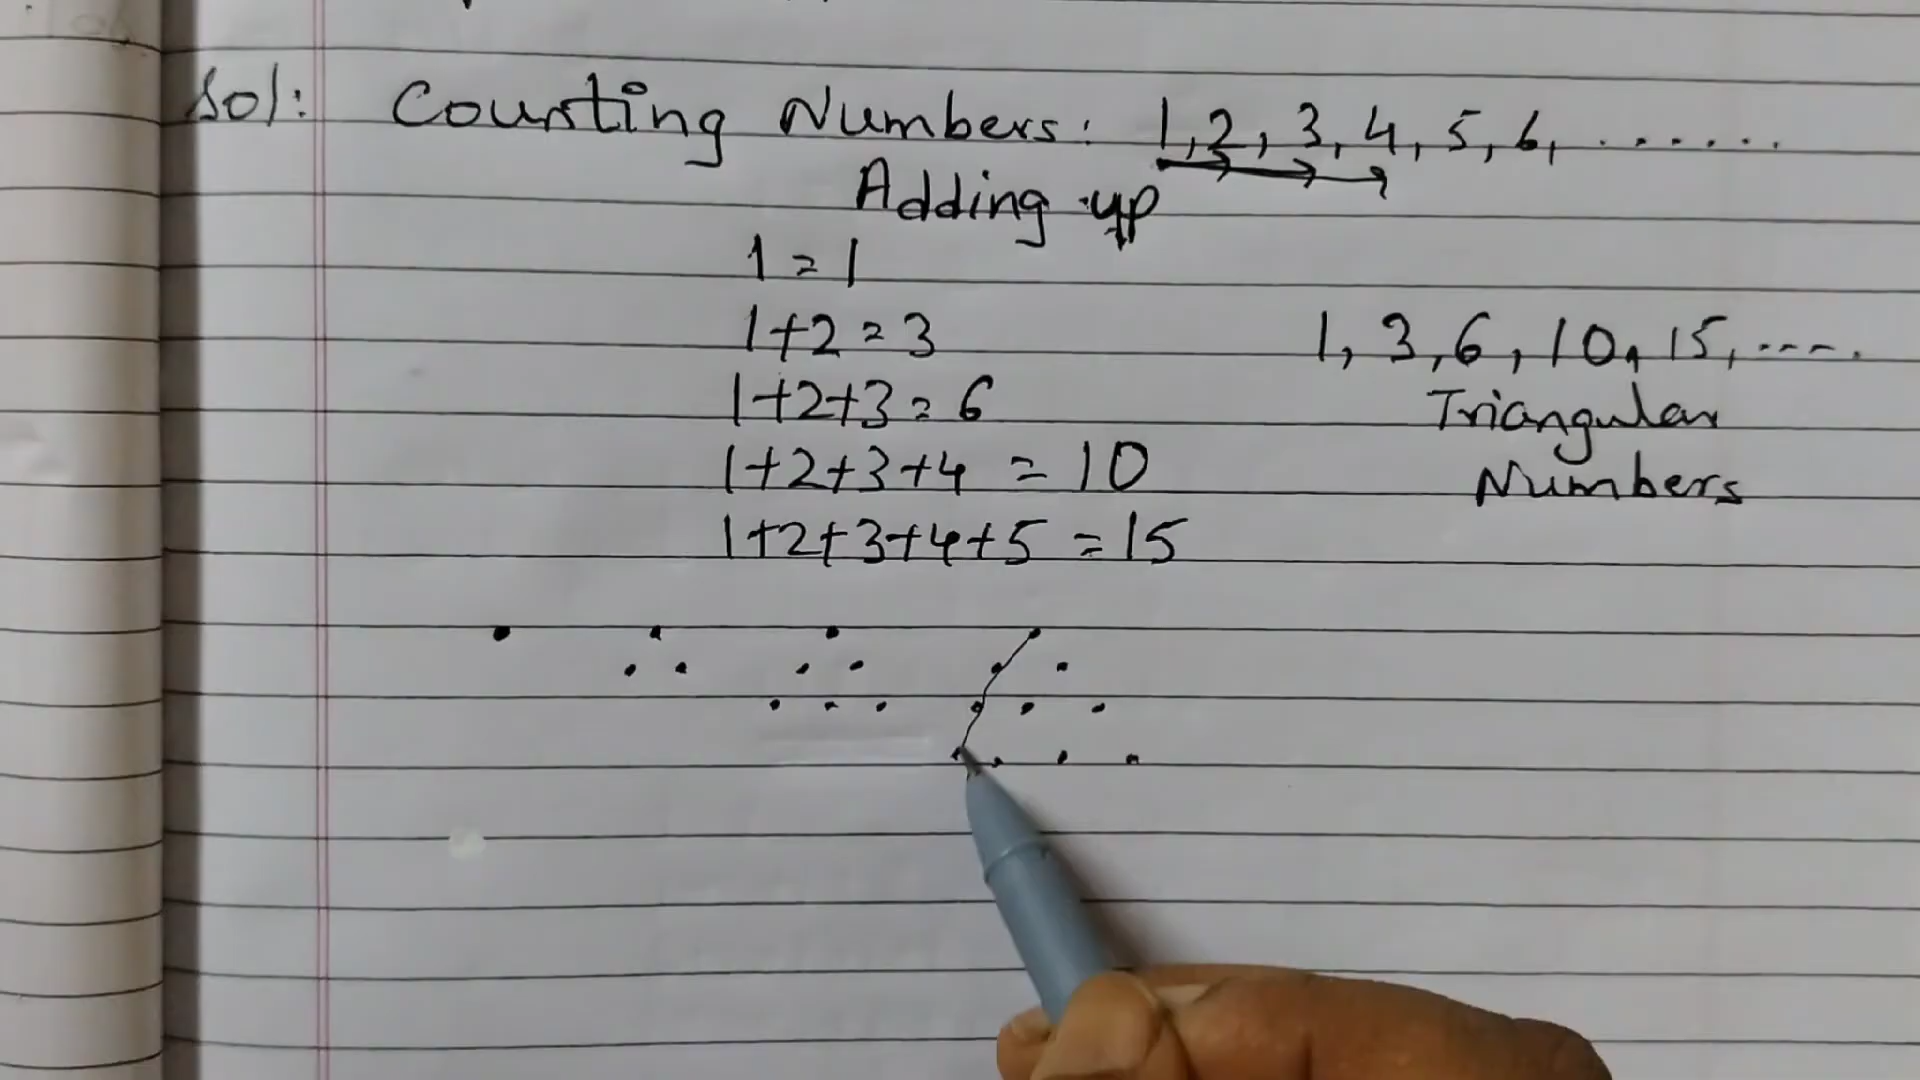 Sol: Counting Numbers: 1, 2, 3, 4, 5, 6, ......
Adding up
1 = 1
1+2 = 3
1, 3, 6, 10, 15, ....
1+2+3 = 6
Triangular
1+2+3+4 = 10
Numbers
1+2+3+4+5 = 15